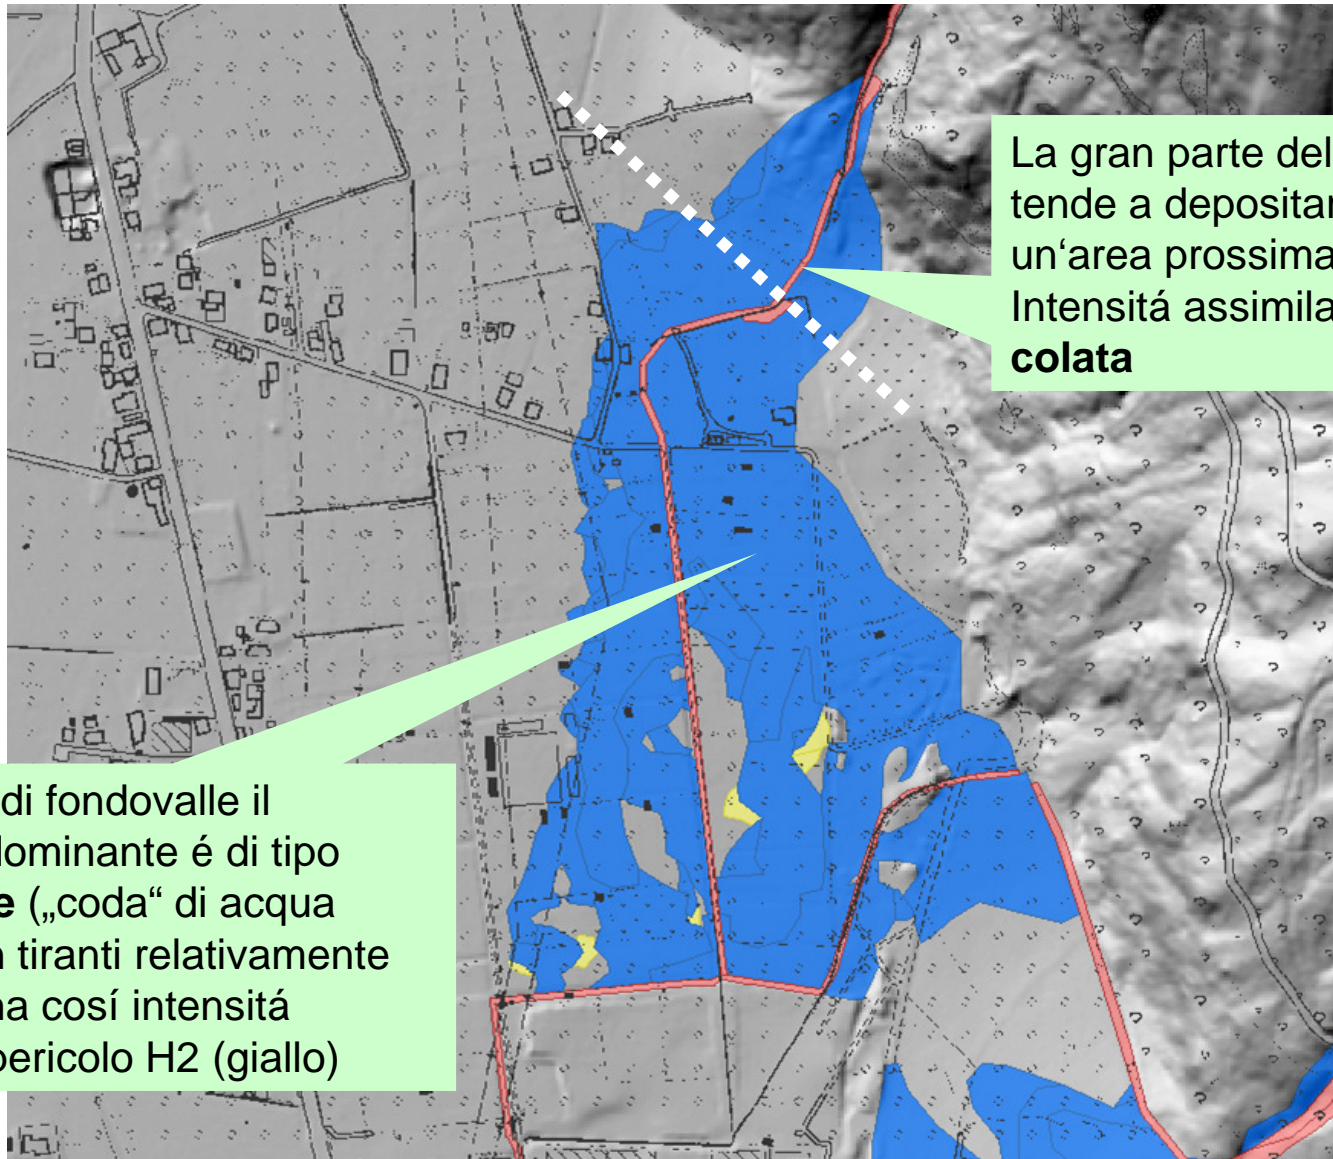 La gran parte del
tende a depositar
un‘area prossima
Intensitá assimila
colata
di fondovalle il
dominante é di tipo
e („coda“ di acqua
n tiranti relativamente
na cosí intensitá
pericolo H2 (giallo)